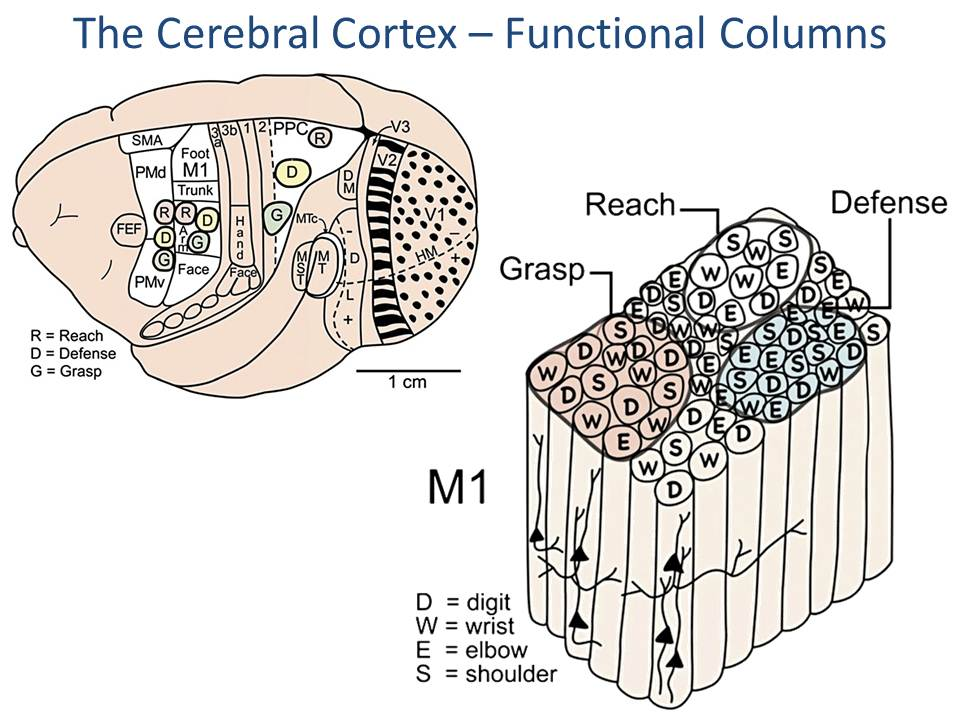 The Cerebral Cortex – Functional Columns
SMA
3a 3b 1 2 PPC R
V3
Foot
M1
PMd
V2
D
DM
Trunk
R R D
G
MTc
V1
FEF
D Arm G
Hand
-
-
G
MST
MT
D
HM
+
PMv
Face
Face
L
+
R = Reach
D = Defense
G = Grasp
1 cm
Reach
Defense
Grasp
S S
W
W W E S
E D S D E D E D E W
S D W W S E D S E S
W D W D D D E E S S D
D S W S E W S D D W
W D W E W E
E S D E D
W W
D
M1
D = digit
W = wrist
E = elbow
S = shoulder